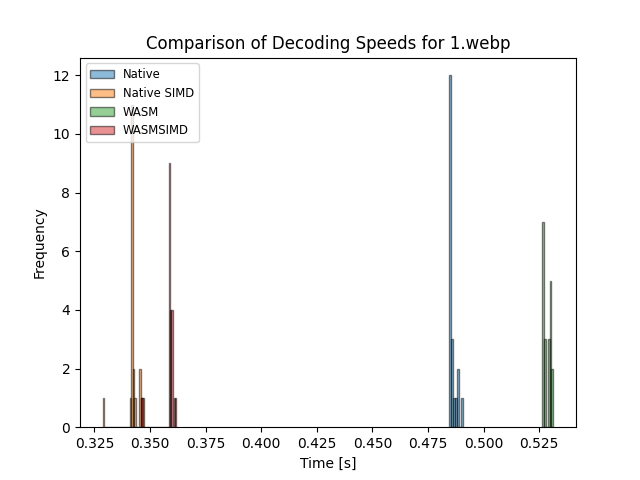 Comparison of Decoding Speeds for 1.webp
Native
Native SIMD
WASM
WASMSIMD
12
10
8
6
4
2
0
Frequency
0.325 0.350 0.375 0.400 0.425 0.450 0.475 0.500 0.525
Time [s]